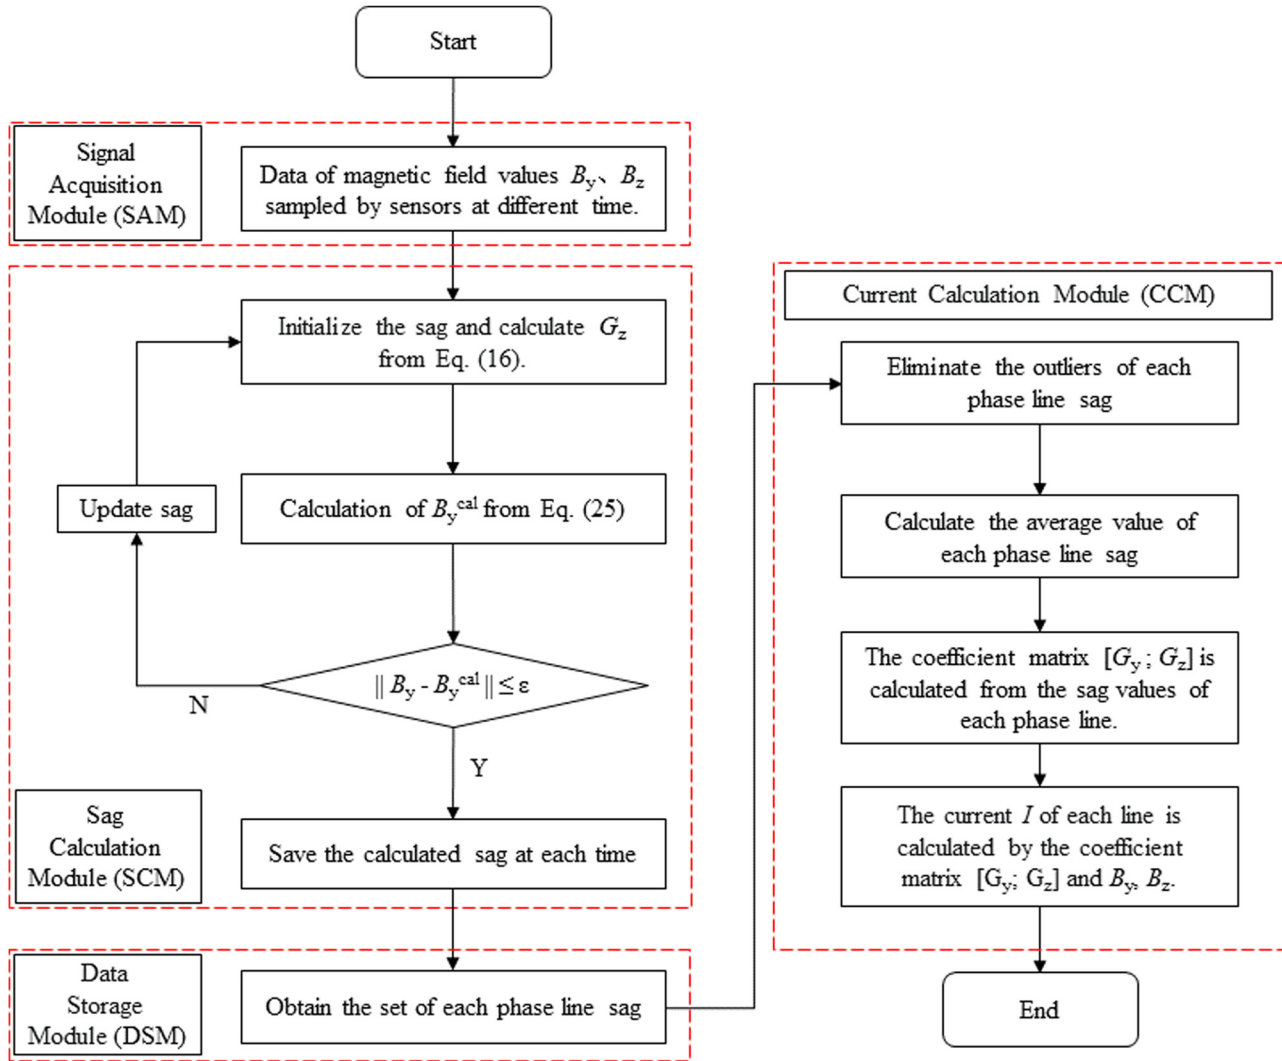 Start
Signal
Acquisition
Module (SAM)
Data of magnetic field values By、Bz
sampled by sensors at different time.
Initialize the sag and calculate Gz
from Eq. (16).
Update sag
Calculation of By^cal from Eq. (25)
|| By - By^cal || ≤ ε
N
Y
Sag
Calculation
Module (SCM)
Save the calculated sag at each time
Data
Storage
Module (DSM)
Obtain the set of each phase line sag
Current Calculation Module (CCM)
Eliminate the outliers of each
phase line sag
Calculate the average value of
each phase line sag
The coefficient matrix [Gy ; Gz] is
calculated from the sag values of
each phase line.
The current I of each line is
calculated by the coefficient
matrix [Gy; Gz] and By, Bz.
End